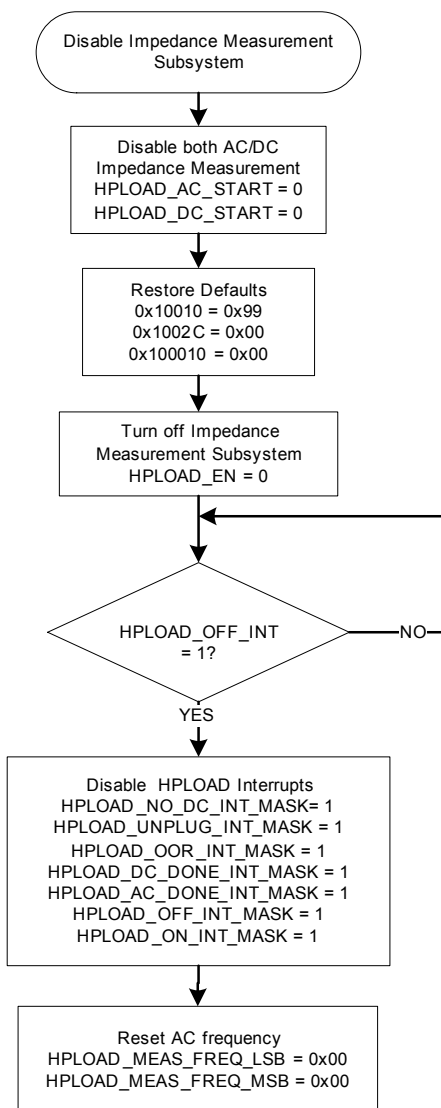 Disable Impedance Measurement
Subsystem
Disable both AC/DC
Impedance Measurement
HPLOAD_AC_START = 0
HPLOAD_DC_START = 0
Restore Defaults
0x10010 = 0x99
0x1002C = 0x00
0x100010 = 0x00
Turn off Impedance
Measurement Subsystem
HPLOAD_EN = 0
HPLOAD_OFF_INT
= 1?
NO
YES
Disable  HPLOAD Interrupts
HPLOAD_NO_DC_INT_MASK= 1
HPLOAD_UNPLUG_INT_MASK = 1
HPLOAD_OOR_INT_MASK = 1
HPLOAD_DC_DONE_INT_MASK = 1
HPLOAD_AC_DONE_INT_MASK = 1
HPLOAD_OFF_INT_MASK = 1
HPLOAD_ON_INT_MASK = 1
Reset AC frequency
HPLOAD_MEAS_FREQ_LSB = 0x00
HPLOAD_MEAS_FREQ_MSB = 0x00